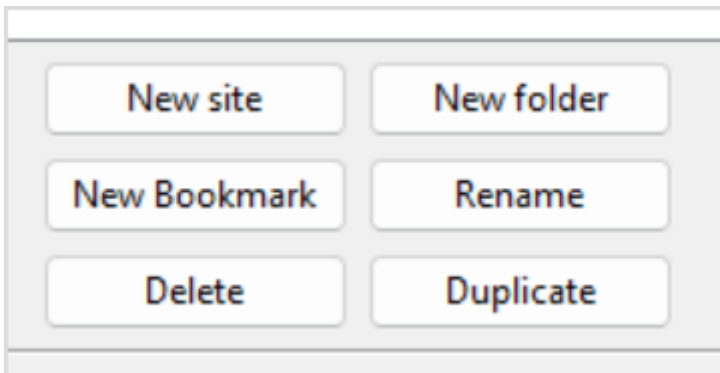 New site
New folder
New Bookmark
Rename
Delete
Duplicate